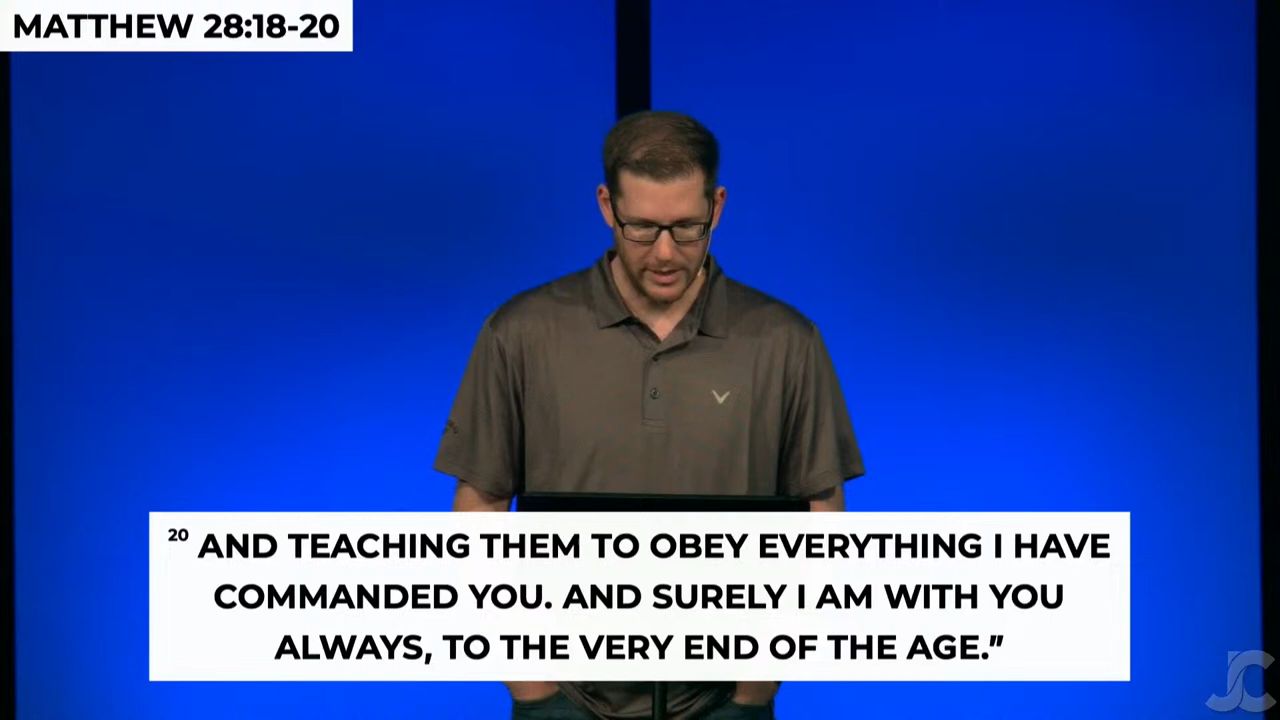 MATTHEW 28:18-20
20 AND TEACHING THEM TO OBEY EVERYTHING I HAVE
COMMANDED YOU. AND SURELY I AM WITH YOU
ALWAYS, TO THE VERY END OF THE AGE.”
JC